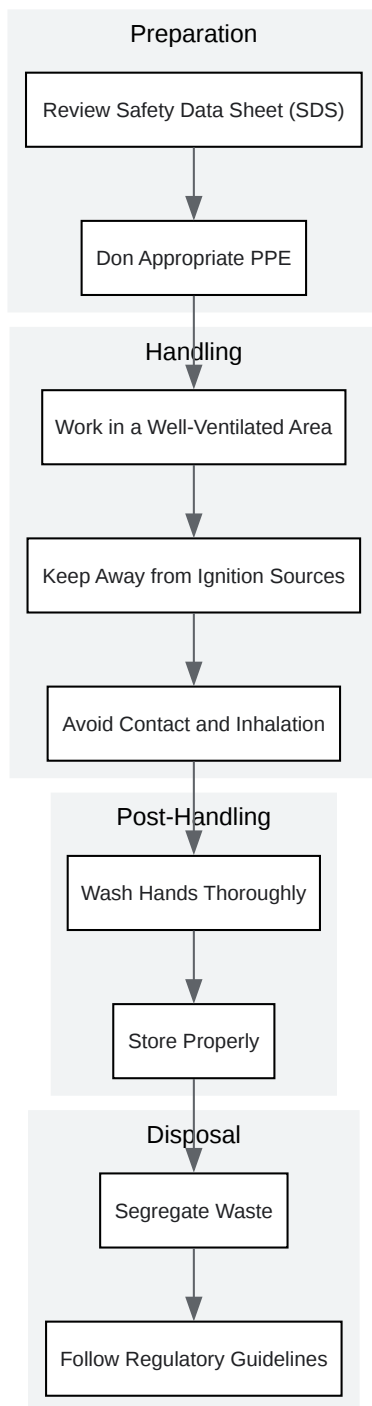 Preparation
Review Safety Data Sheet (SDS)
Don Appropriate PPE
Handling
Work in a Well-Ventilated Area
Keep Away from Ignition Sources
Avoid Contact and Inhalation
Post-Handling
Wash Hands Thoroughly
Store Properly
Disposal
Segregate Waste
Follow Regulatory Guidelines